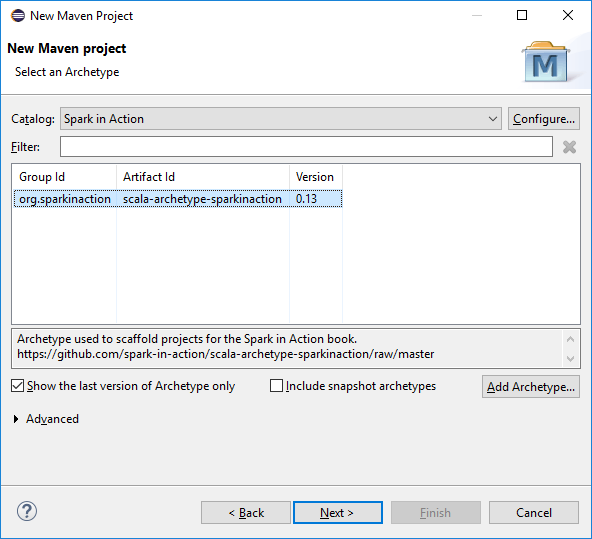 New Maven Project
New Maven project
Select an Archetype
M
Catalog: Spark in Action Configure...
Filter:
Group Id Artifact Id Version
org.sparkinaction scala-archetype-sparkinaction 0.13
Archetype used to scaffold projects for the Spark in Action book.
https://github.com/spark-in-action/scala-archetype-sparkinaction/raw/master
Show the last version of Archetype only Include snapshot archetypes Add Archetype...
Advanced
? < Back Next > Finish Cancel